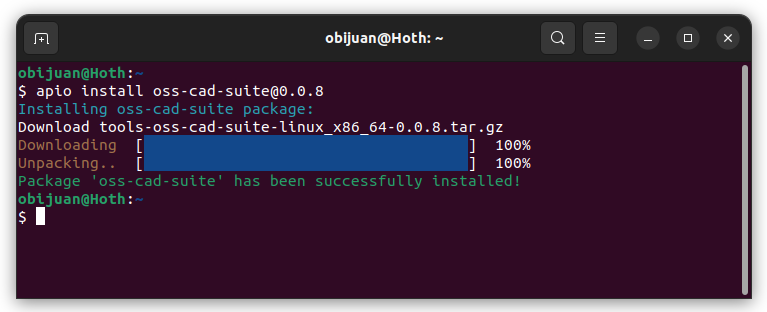 obijuan@Hoth: ~
obijuan@Hoth:~
$ apio install oss-cad-suite@0.0.8
Installing oss-cad-suite package:
Download tools-oss-cad-suite-linux_x86_64-0.0.8.tar.gz
Downloading [ ] 100%
Unpacking.. [ ] 100%
Package 'oss-cad-suite' has been successfully installed!
obijuan@Hoth:~
$